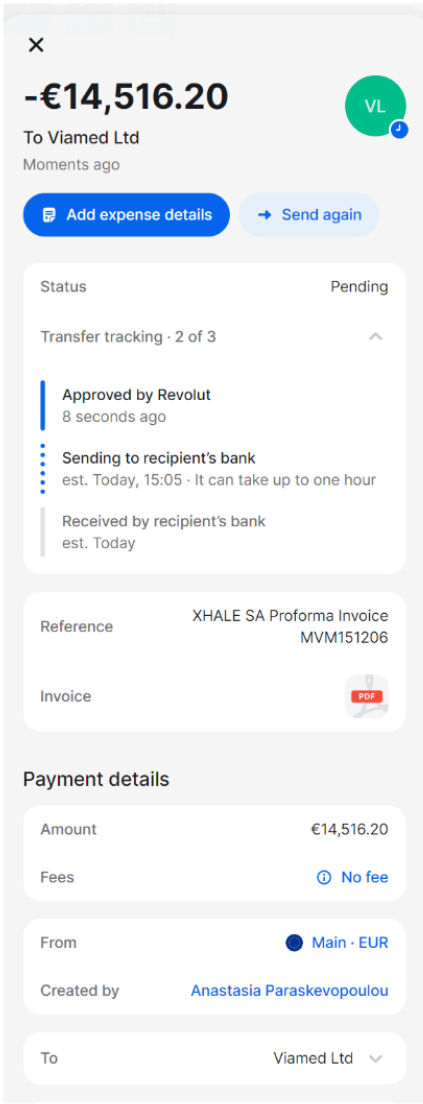 -€14,516.20
VL
To Viamed Ltd
Moments ago
Add expense details
Send again
Status
Pending
Transfer tracking · 2 of 3
Approved by Revolut
8 seconds ago
Sending to recipient's bank
est. Today, 15:05 · It can take up to one hour
Received by recipient's bank
est. Today
Reference
XHALE SA Proforma Invoice
MVM151206
Invoice
PDF
Payment details
Amount
€14,516.20
Fees
No fee
From
Main · EUR
Created by
Anastasia Paraskevopoulou
To
Viamed Ltd